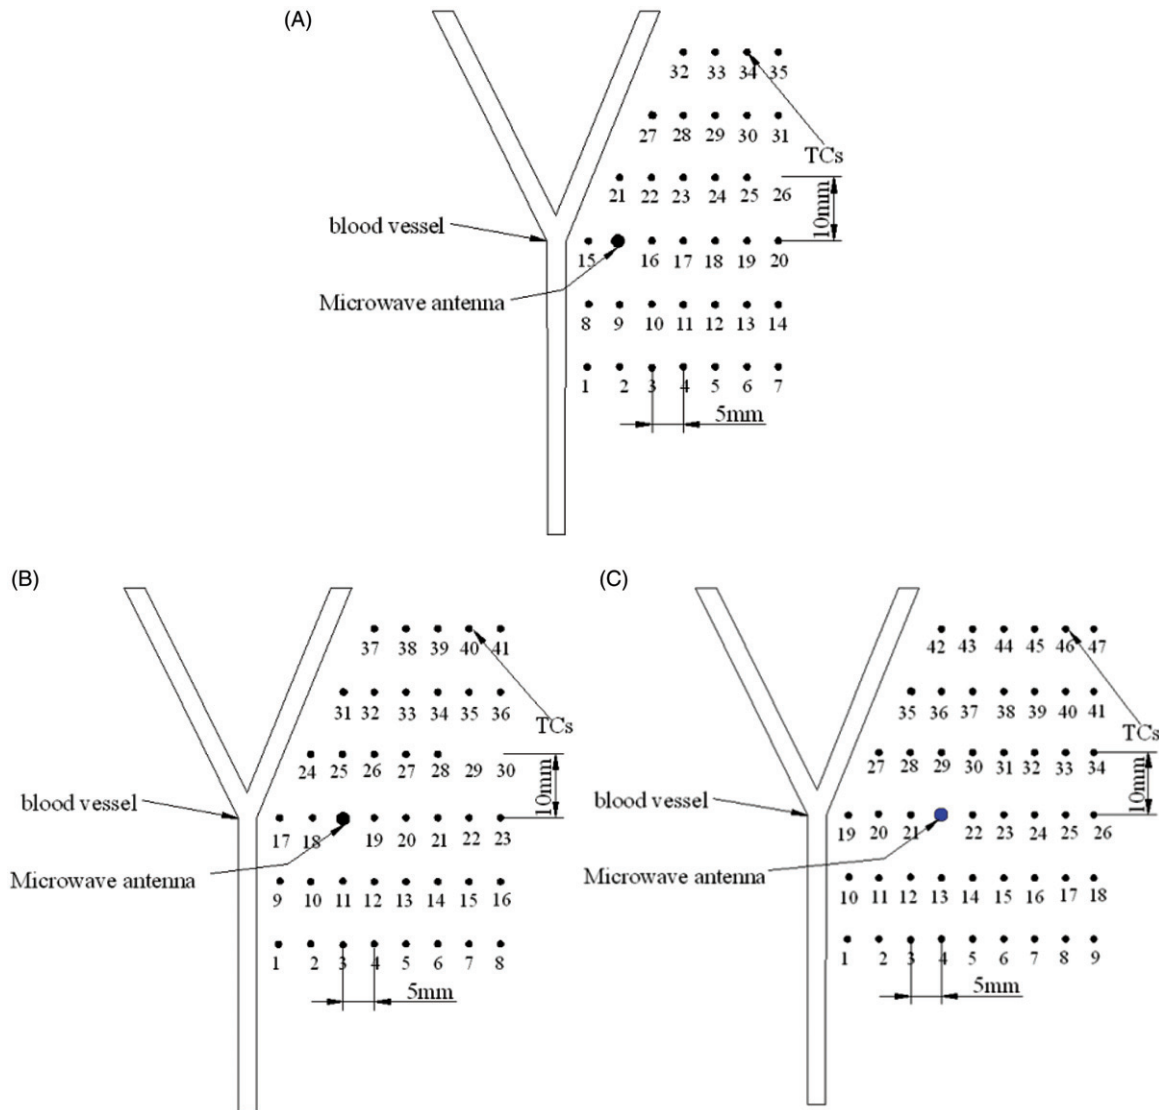 (A)
32 33 34 35
27 28 29 30 31
TCs
21 22 23 24 25 26
10mm
blood vessel
15 16 17 18 19 20
Microwave antenna
8 9 10 11 12 13 14
1 2 3 4 5 6 7
5mm
(B)
37 38 39 40 41
31 32 33 34 35 36
TCs
24 25 26 27 28 29 30
10mm
blood vessel
17 18 19 20 21 22 23
Microwave antenna
9 10 11 12 13 14 15 16
1 2 3 4 5 6 7 8
5mm
(C)
42 43 44 45 46 47
35 36 37 38 39 40 41
TCs
27 28 29 30 31 32 33 34
10mm
blood vessel
19 20 21 22 23 24 25 26
Microwave antenna
10 11 12 13 14 15 16 17 18
1 2 3 4 5 6 7 8 9
5mm